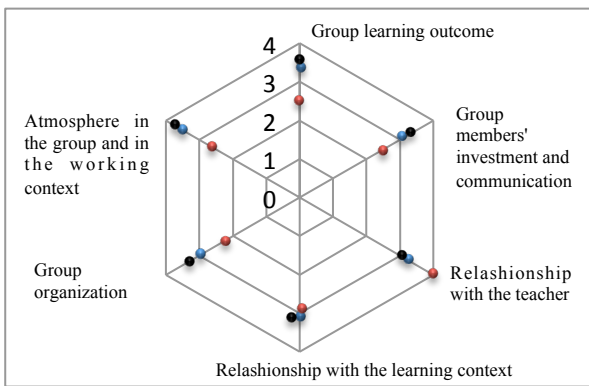 Group learning outcome
4
3
2
1
0
Group
members'
investment and
communication
Relashionship
with the teacher
Relashionship with the learning context
Group
organization
Atmosphere in
the group and in
the working
context